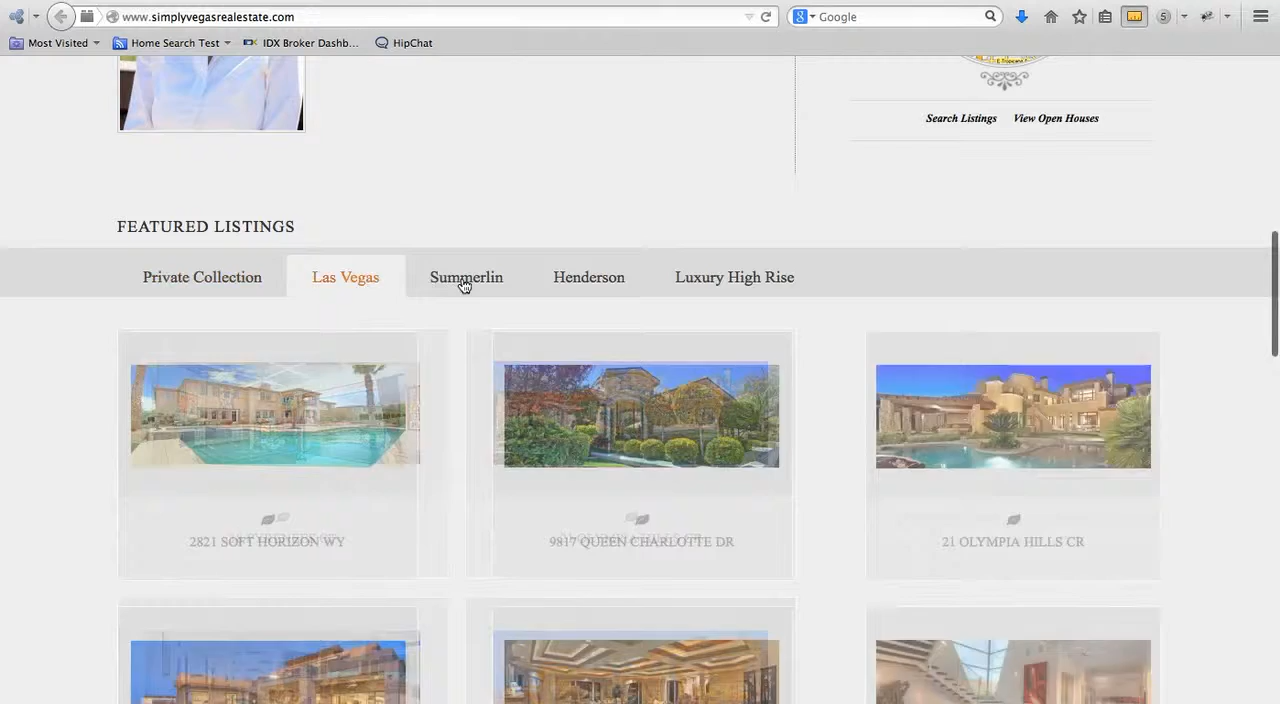 www.simplyvegasrealestate.com
Google
5
Most Visited
Home Search Test
IDX Broker Dashb...
HipChat
E Tropicana
Search Listings
View Open Houses
FEATURED LISTINGS
Private Collection
Las Vegas
Summerlin
Henderson
Luxury High Rise
2821 SOFT HORIZON WY
9817 QUEEN CHARLOTTE DR
21 OLYMPIA HILLS CR